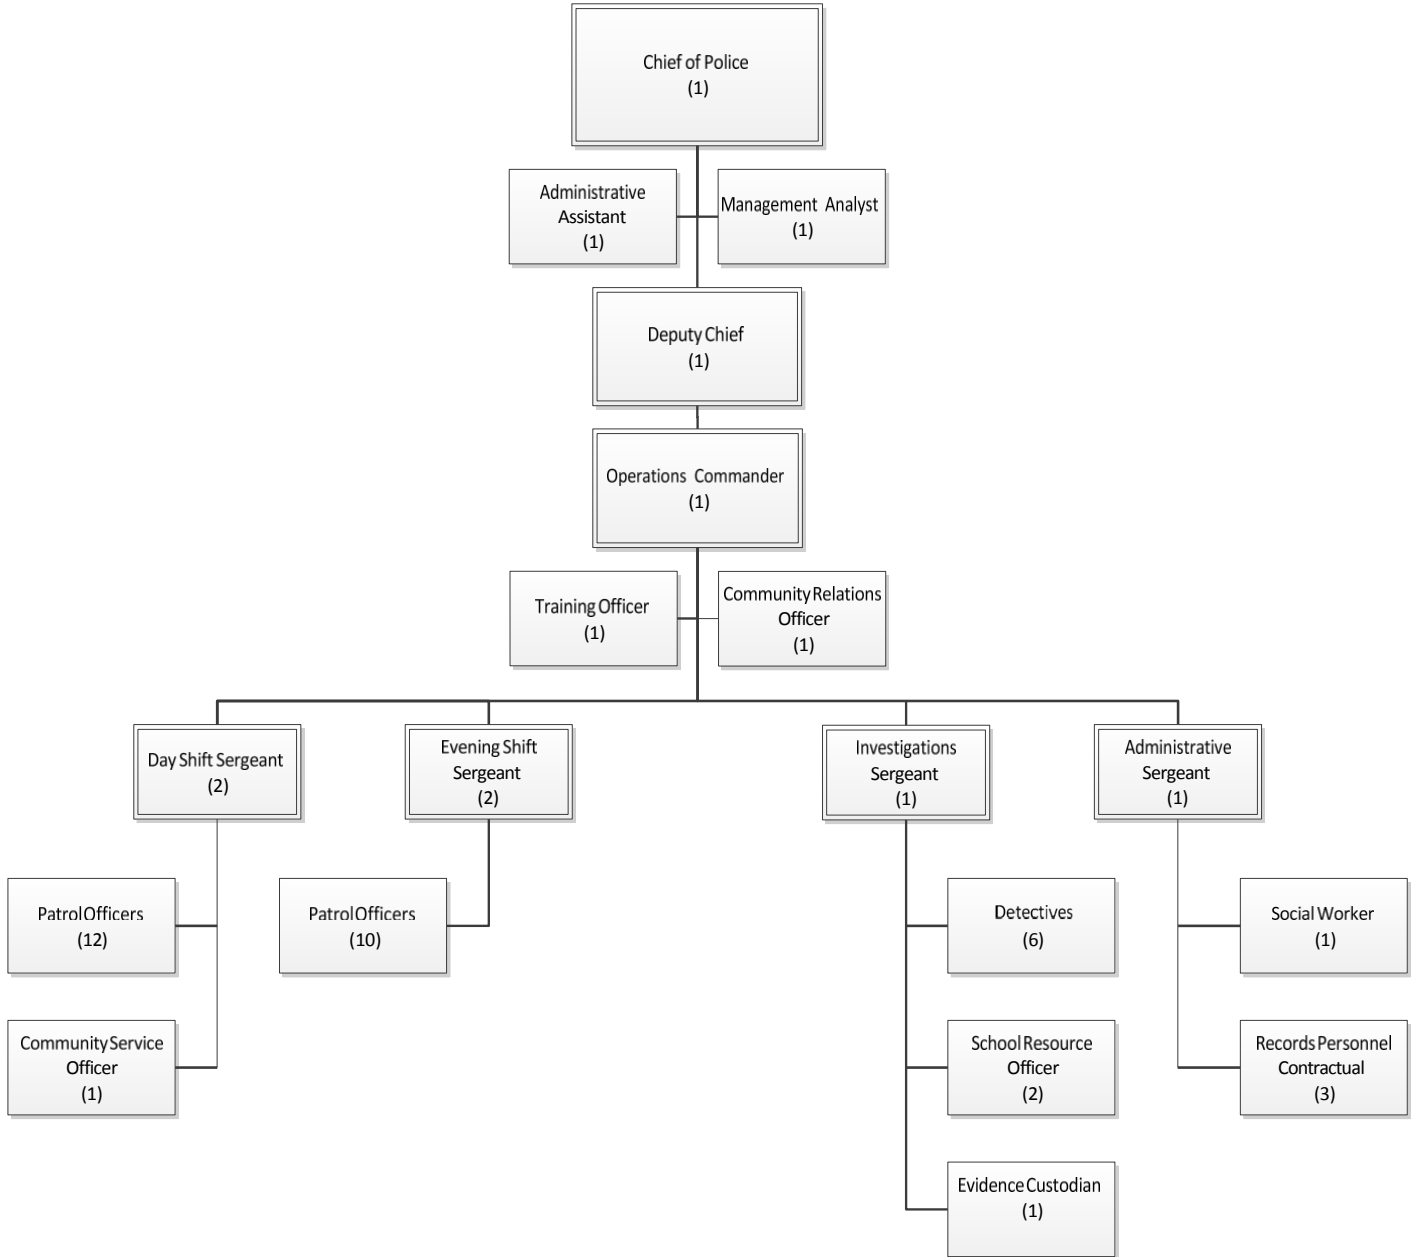 Chief of Police
(1)
Administrative
Assistant
(1)
Management Analyst
(1)
Deputy Chief
(1)
Operations Commander
(1)
Training Officer
(1)
Community Relations
Officer
(1)
Day Shift Sergeant
(2)
Evening Shift
Sergeant
(2)
Investigations
Sergeant
(1)
Administrative
Sergeant
(1)
Patrol Officers
(12)
Patrol Officers
(10)
Detectives
(6)
Social Worker
(1)
Community Service
Officer
(1)
School Resource
Officer
(2)
Records Personnel
Contractual
(3)
Evidence Custodian
(1)